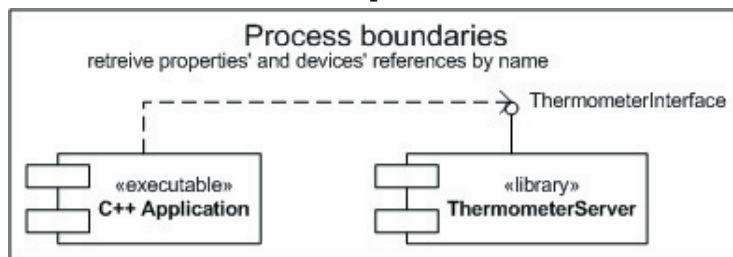 Process boundaries
retreive properties' and devices' references by name
ThermometerInterface
«executable»
C++ Application
«library»
ThermometerServer